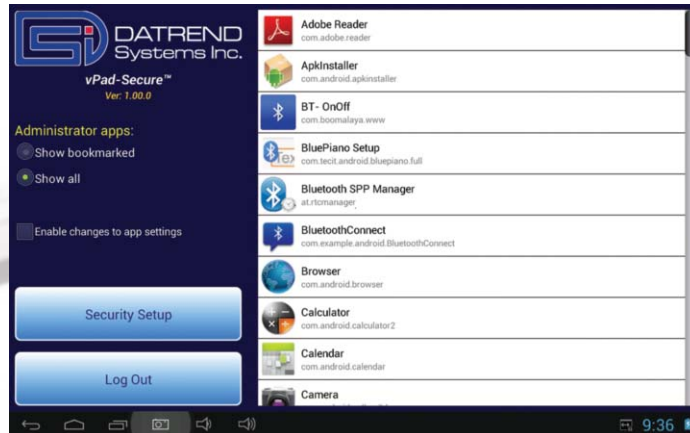 DATREND
Systems Inc.
vPad-Secure™
Ver: 1.00.0
Administrator apps:
Show bookmarked
Show all
Enable changes to app settings
Security Setup
Log Out
Adobe Reader
com.adobe.reader
ApkInstaller
com.android.apkinstaller
BT- OnOff
com.boomalaya.www
BluePiano Setup
com.tecit.android.bluepiano.full
Bluetooth SPP Manager
at.rtcmanager
BluetoothConnect
com.example.android.BluetoothConnect
Browser
com.android.browser
Calculator
com.android.calculator2
Calendar
com.android.calendar
Camera
9:36